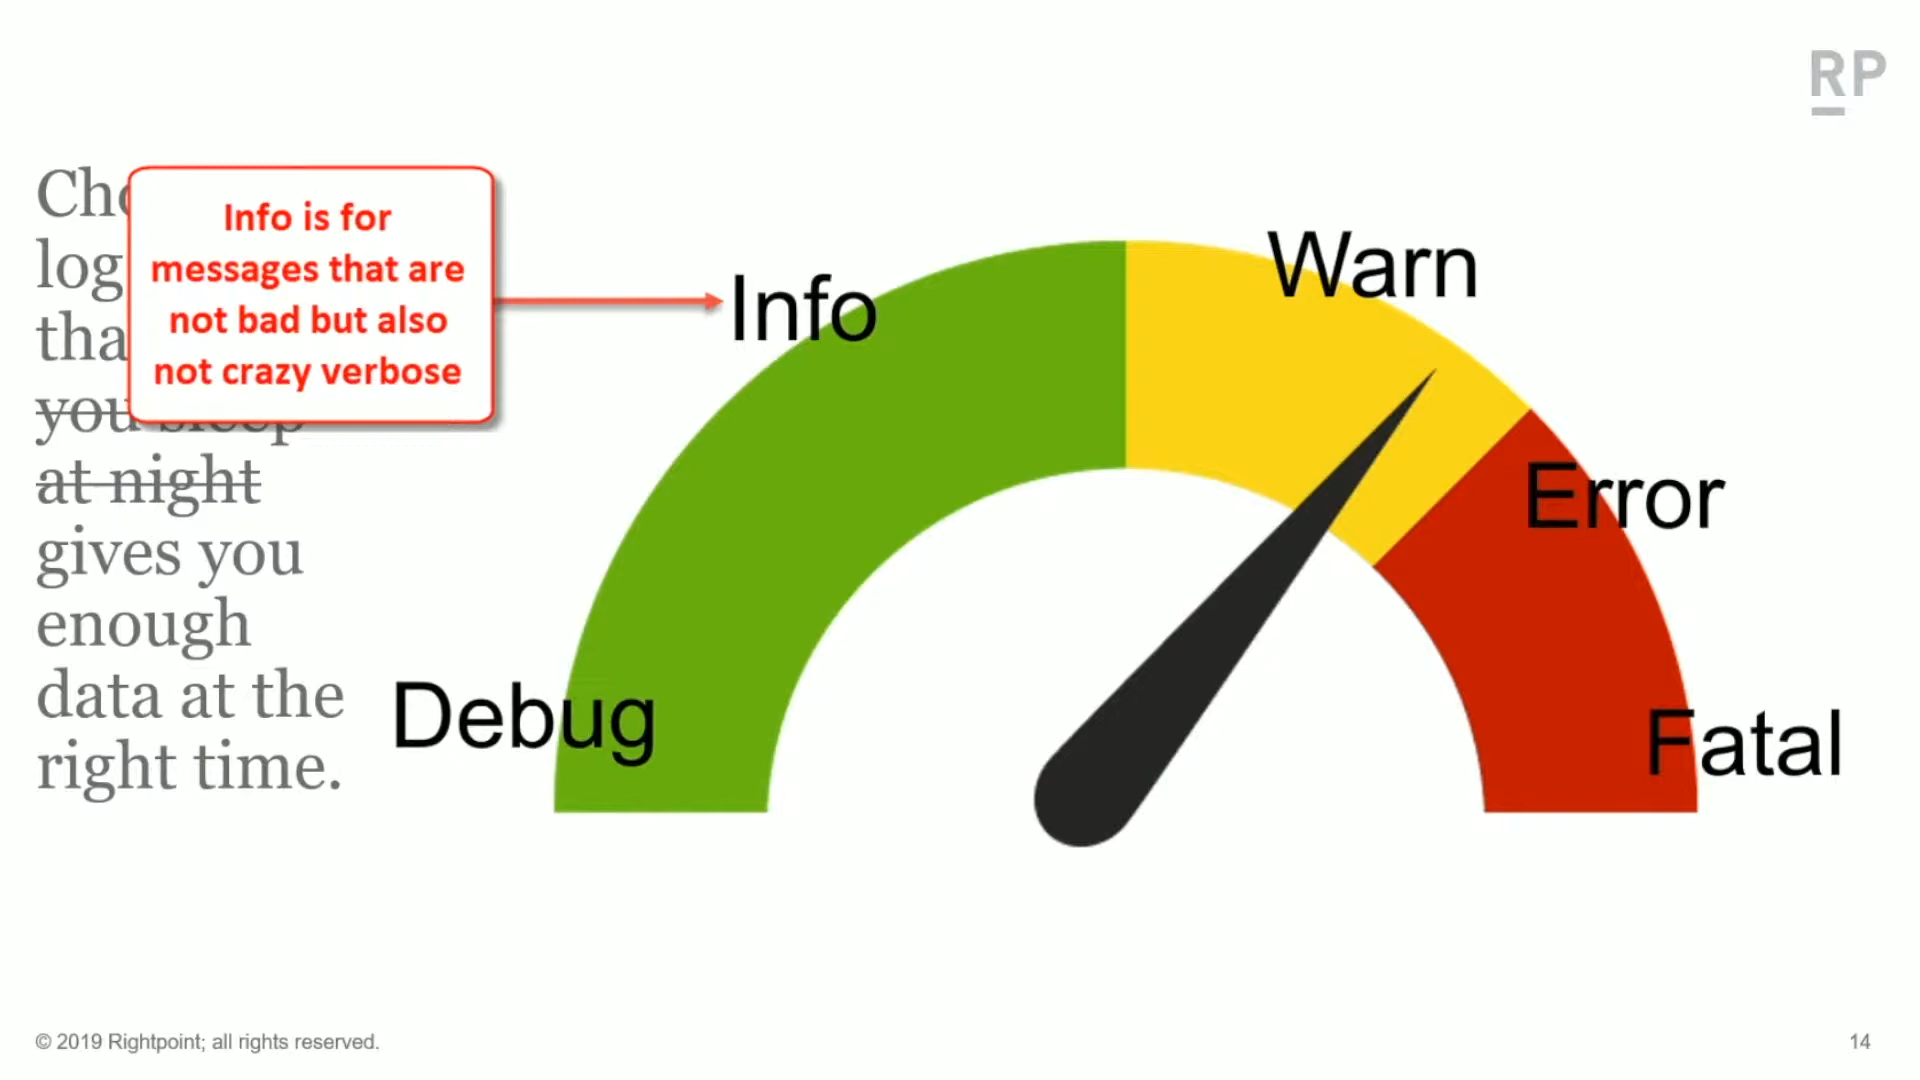 RP
log
tha
you sleep
at night
gives you
enough
data at the
right time.
Info is for
messages that are
not bad but also
not crazy verbose
Info
Warn
Error
Debug
Fatal
© 2019 Rightpoint; all rights reserved.
14